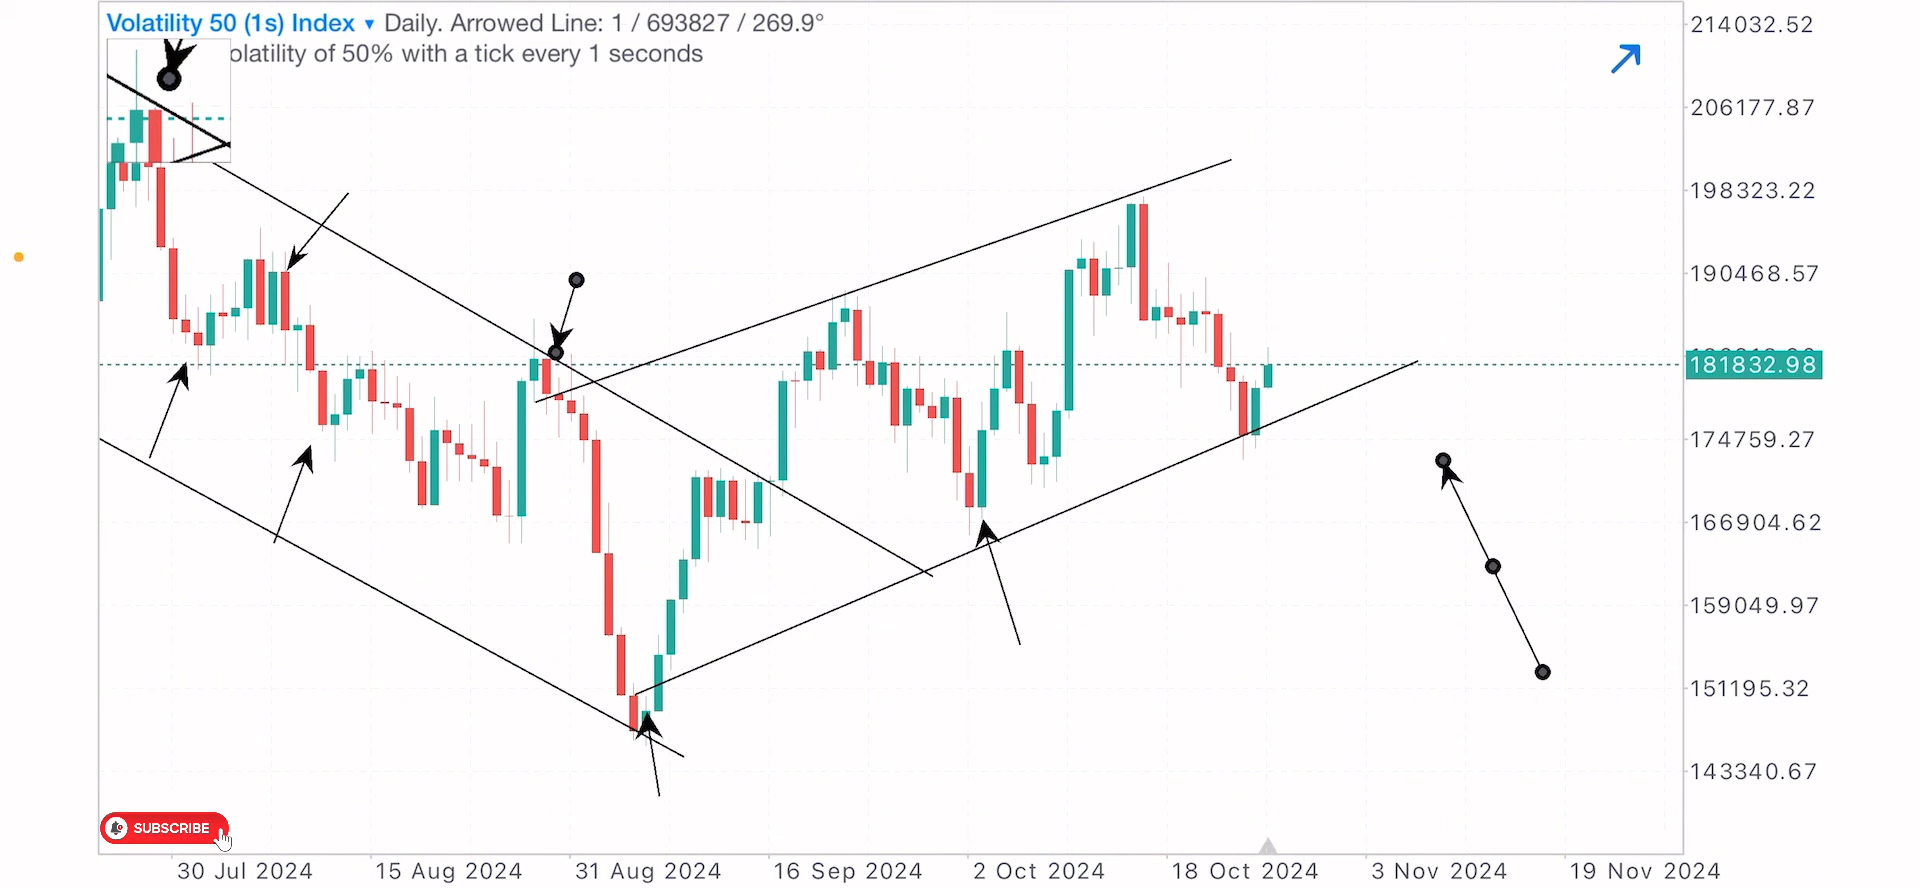 Volatility 50 (1s) Index ▾ Daily. Arrowed Line: 1 / 693827 / 269.9°
olatility of 50% with a tick every 1 seconds
214032.52
206177.87
198323.22
190468.57
181832.98
174759.27
166904.62
159049.97
151195.32
143340.67
SUBSCRIBE
30 Jul 2024
15 Aug 2024
31 Aug 2024
16 Sep 2024
2 Oct 2024
18 Oct 2024
3 Nov 2024
19 Nov 2024